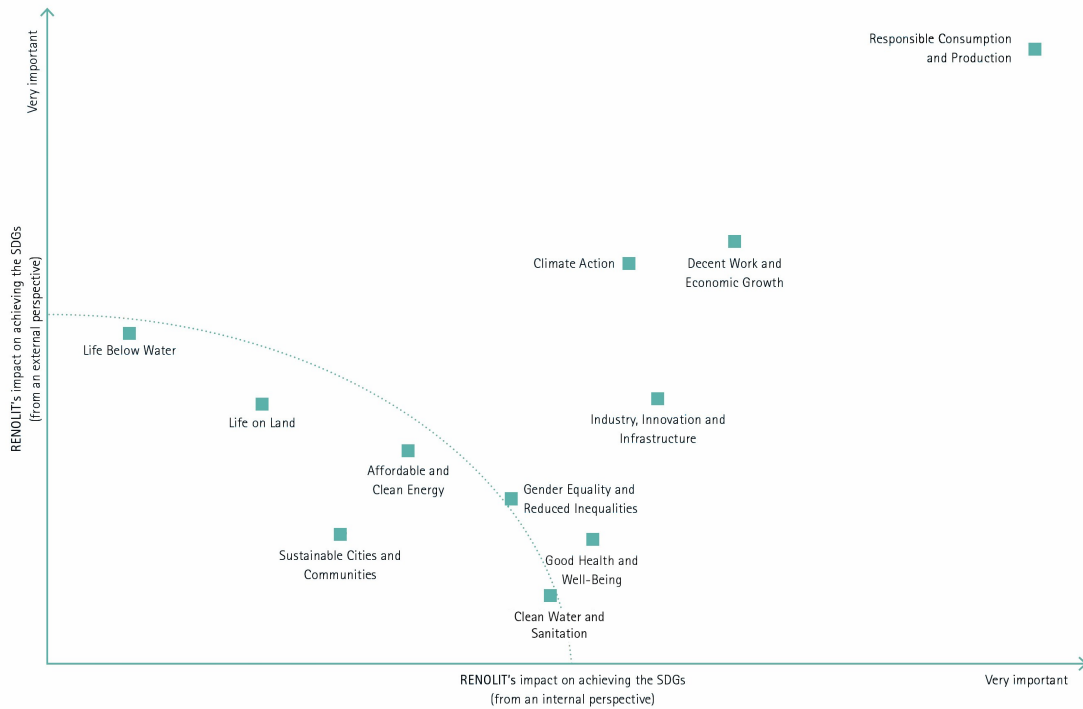 Very important
RENOLIT's impact on achieving the SDGs
(from an external perspective)
Responsible Consumption
and Production
Climate Action
Decent Work and
Economic Growth
Life Below Water
Life on Land
Industry, Innovation and
Infrastructure
Affordable and
Clean Energy
Gender Equality and
Reduced Inequalities
Sustainable Cities and
Communities
Good Health and
Well-Being
Clean Water and
Sanitation
RENOLIT's impact on achieving the SDGs
(from an internal perspective)
Very important